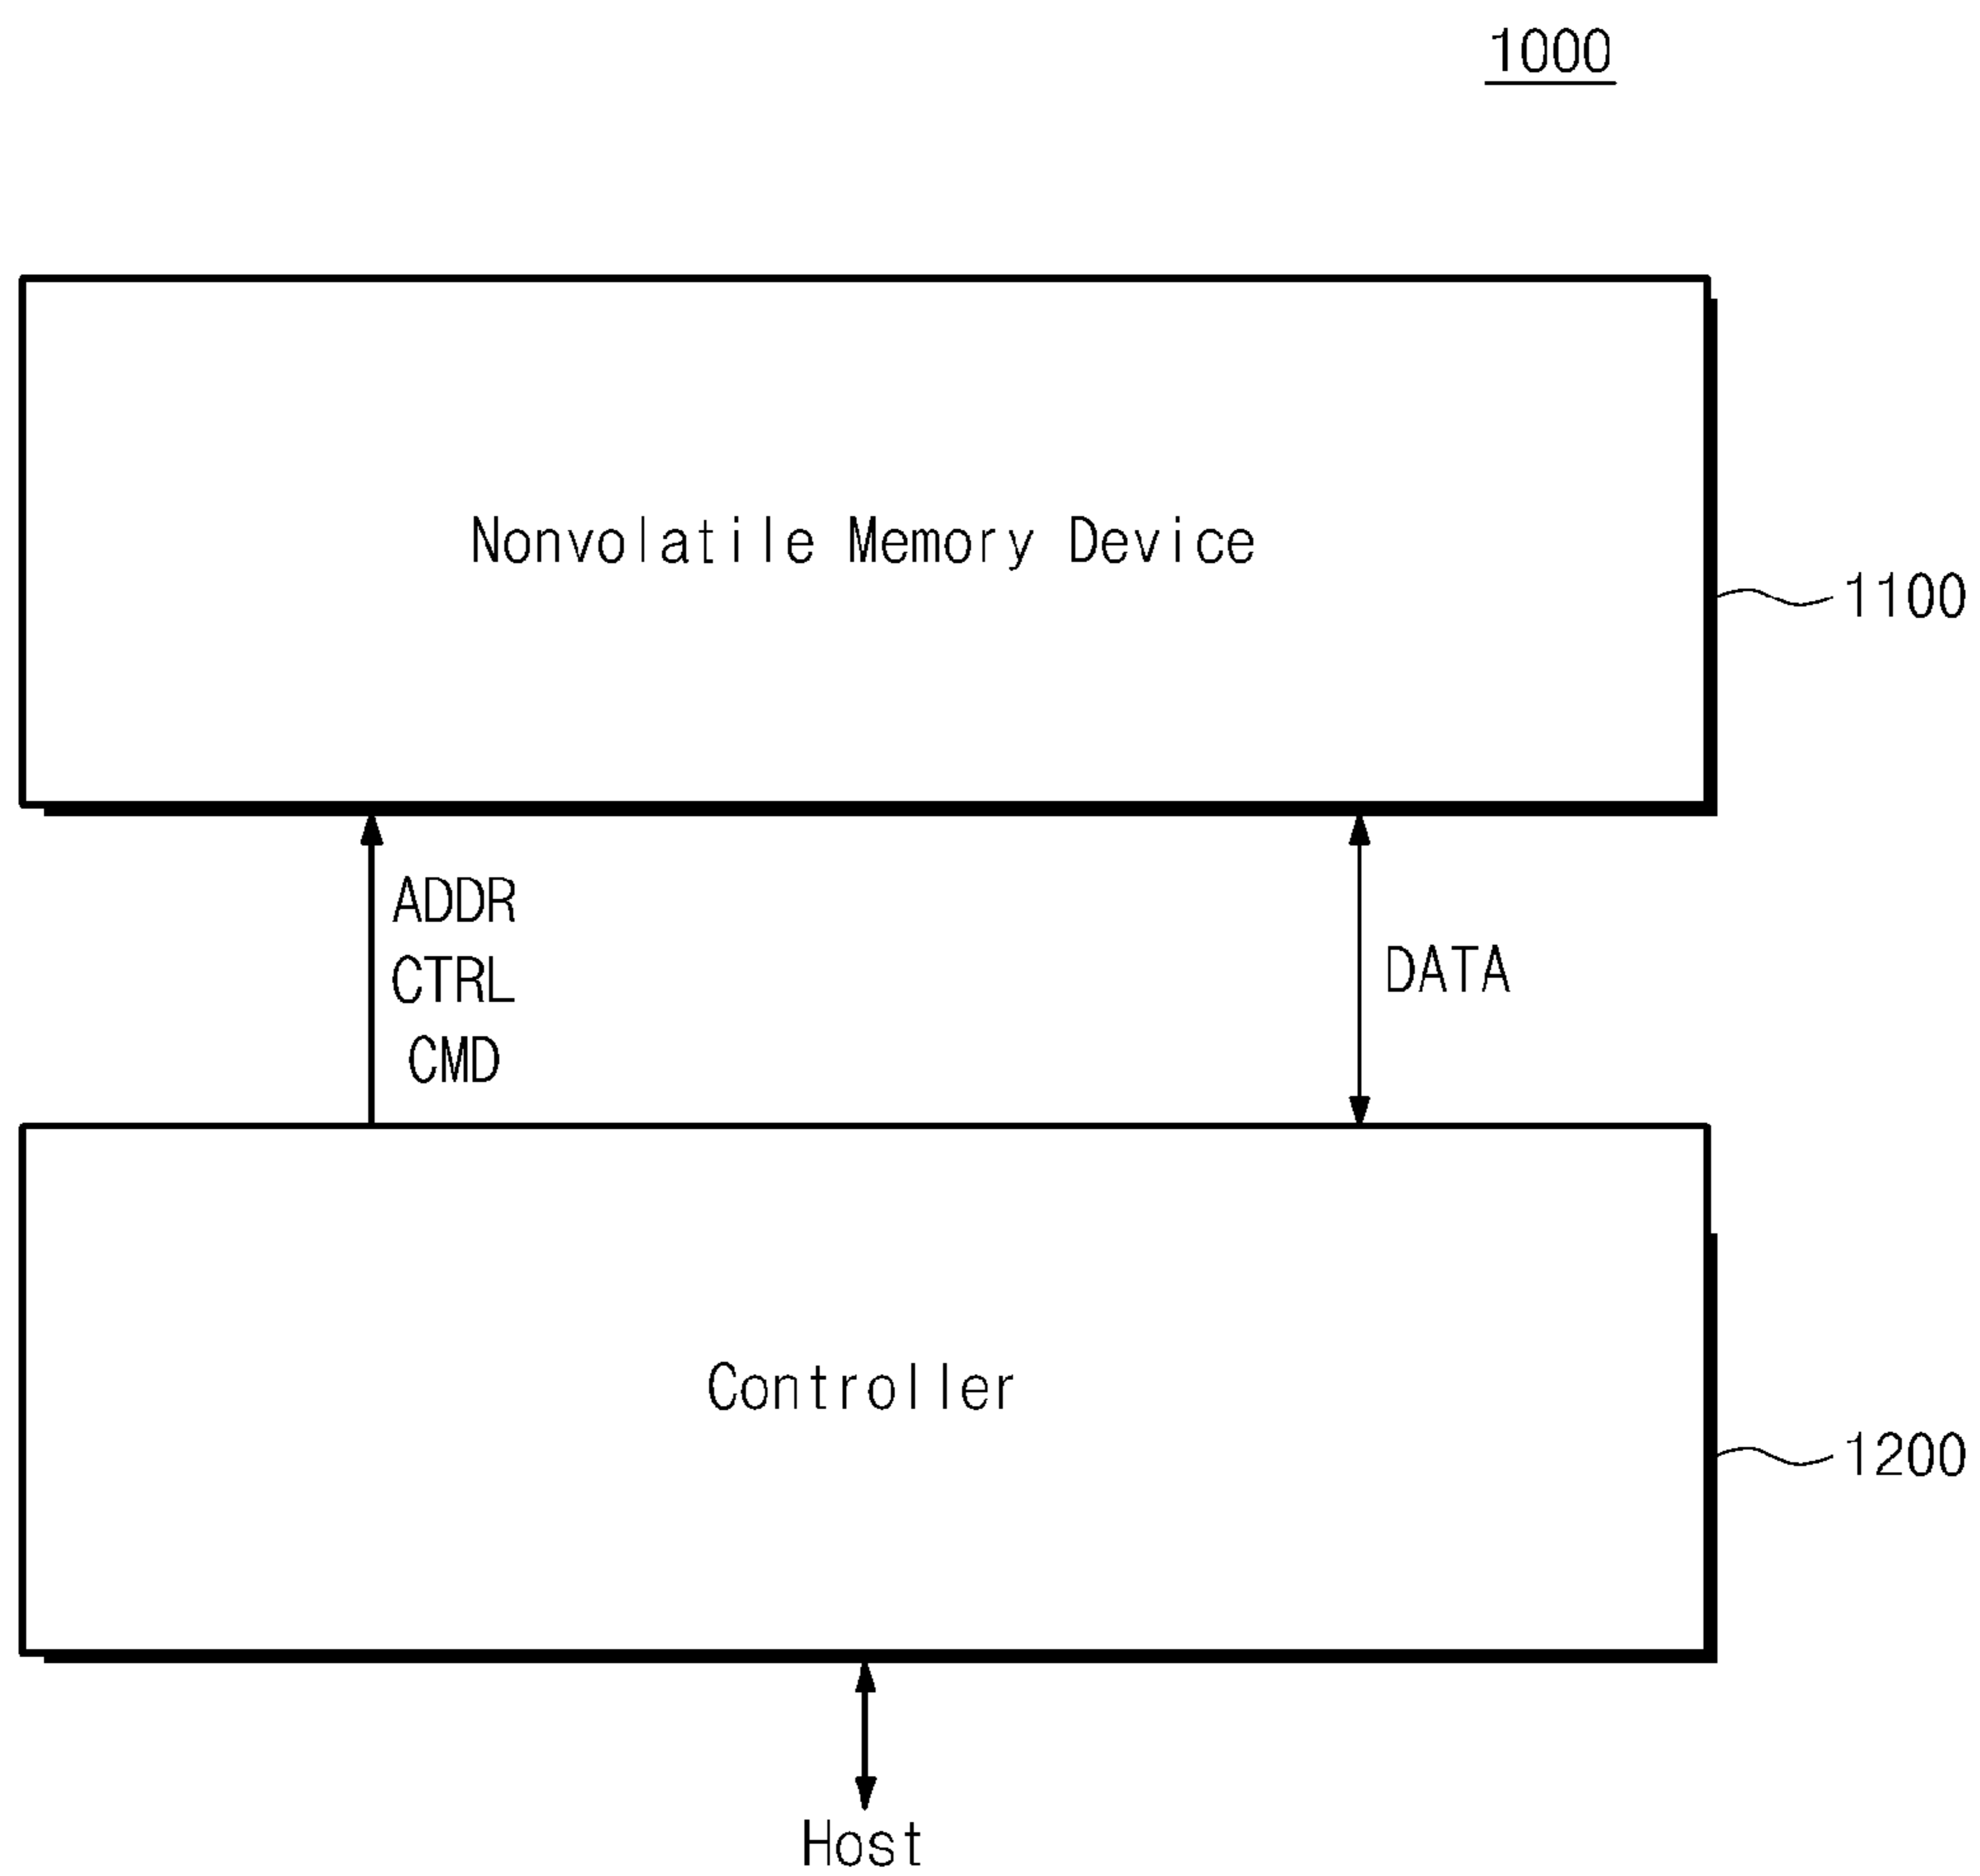 1000
Nonvolatile Memory Device
1100
ADDR
CTRL
CMD
DATA
Controller
1200
Host